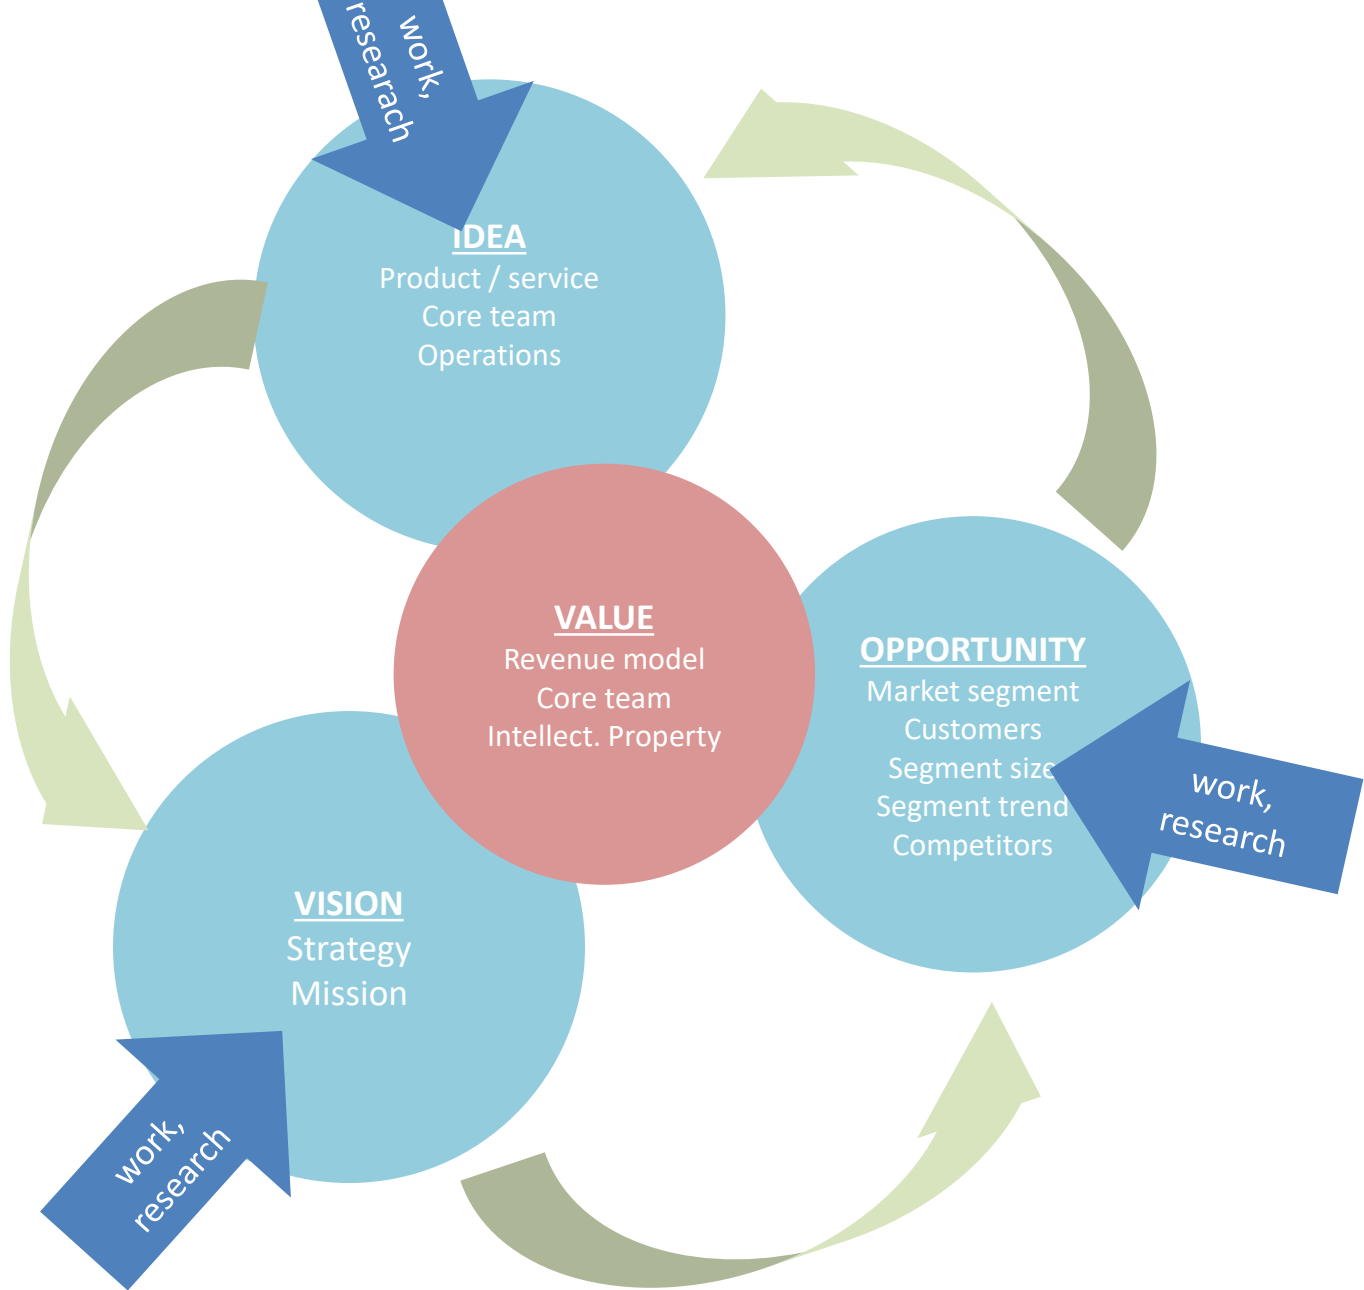 work,
researach
IDEA
Product / service
Core team
Operations
VALUE
Revenue model
Core team
Intellect. Property
OPPORTUNITY
Market segment
Customers
Segment size
Segment trend
Competitors
work,
research
VISION
Strategy
Mission
work,
research